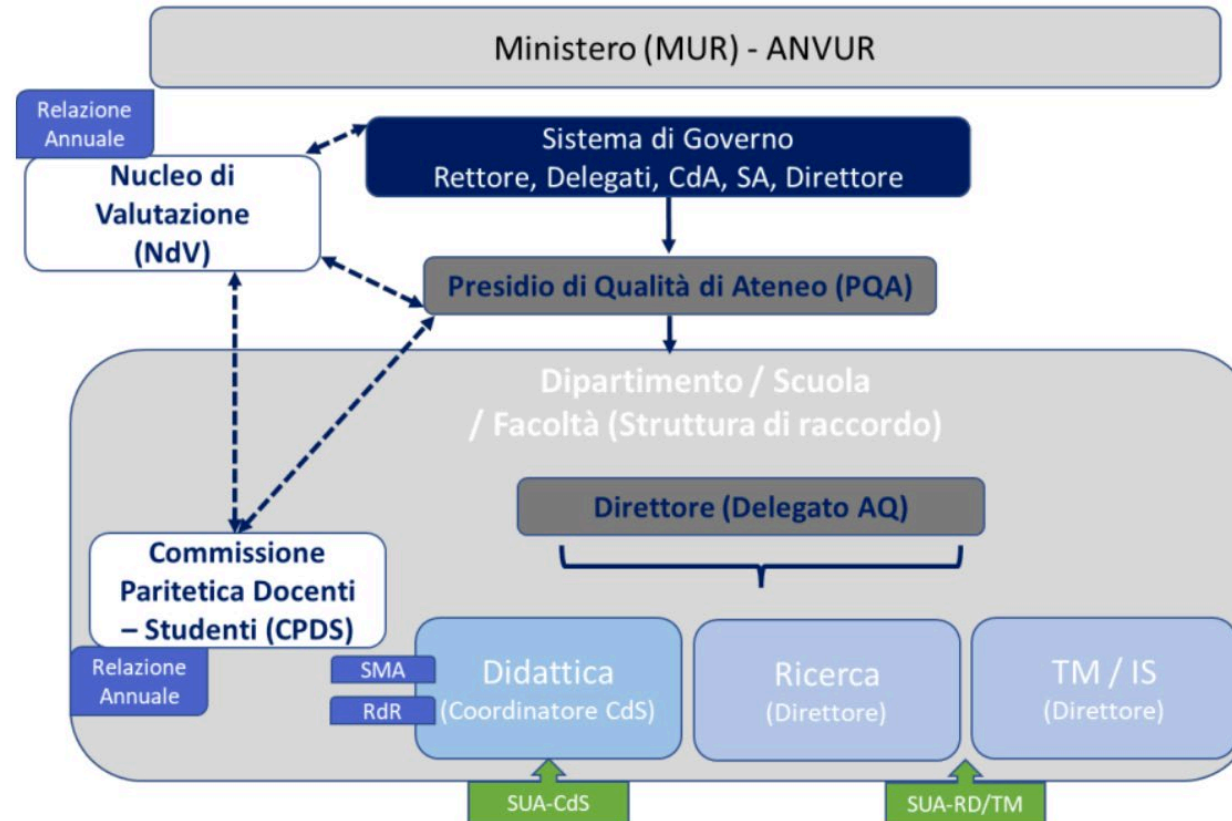 Ministero (MUR) - ANVUR
Relazione
Annuale
Sistema di Governo
Rettore, Delegati, CdA, SA, Direttore
Nucleo di
Valutazione
(NdV)
Presidio di Qualità di Ateneo (PQA)
Dipartimento / Scuola
/ Facoltà (Struttura di raccordo)
Direttore (Delegato AQ)
Commissione
Paritetica Docenti
– Studenti (CPDS)
Relazione
Annuale
SMA
RdR
Didattica
(Coordinatore CdS)
Ricerca
(Direttore)
TM / IS
(Direttore)
SUA-CdS
SUA-RD/TM